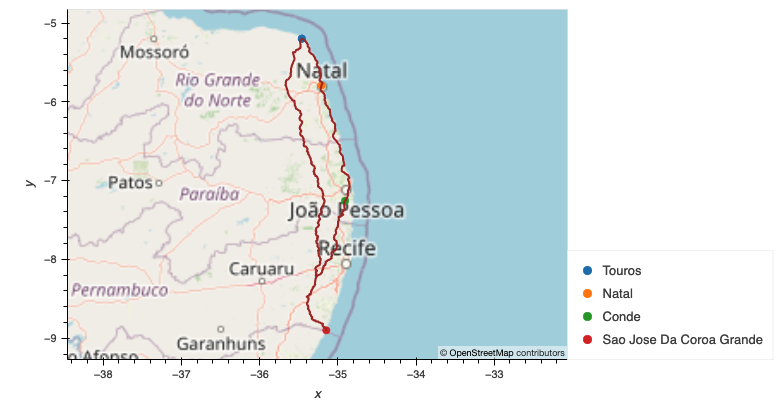 −5
−6
−7
−8
−9
y
−38
−37
−36
−35
−34
−33
x
Mossoró
Natal
Rio Grande
do Norte
Patos
Paraíba
João Pessoa
Recife
Caruaru
Pernambuco
Garanhuns
o Afonso
© OpenStreetMap contributors
Touros
Natal
Conde
Sao Jose Da Coroa Grande